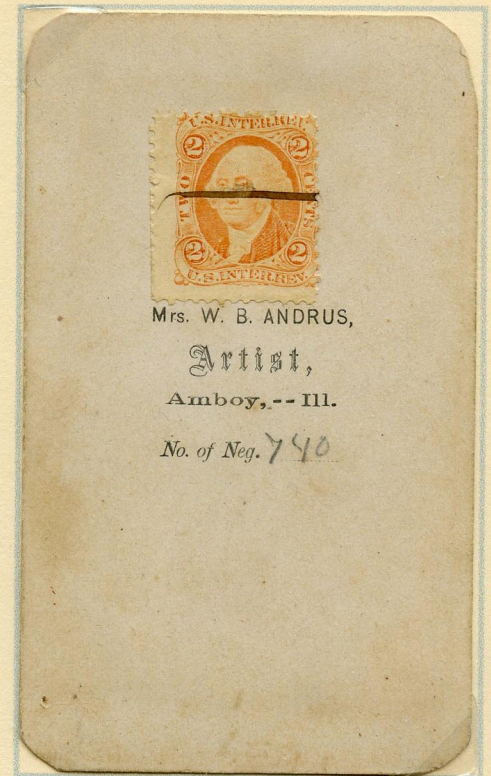 U.S. INTER. REV.
2 2
TWO CENTS
2 2
U.S. INTER. REV.
Mrs. W. B. ANDRUS,
Artist,
Amboy, -- Ill.
No. of Neg. 740